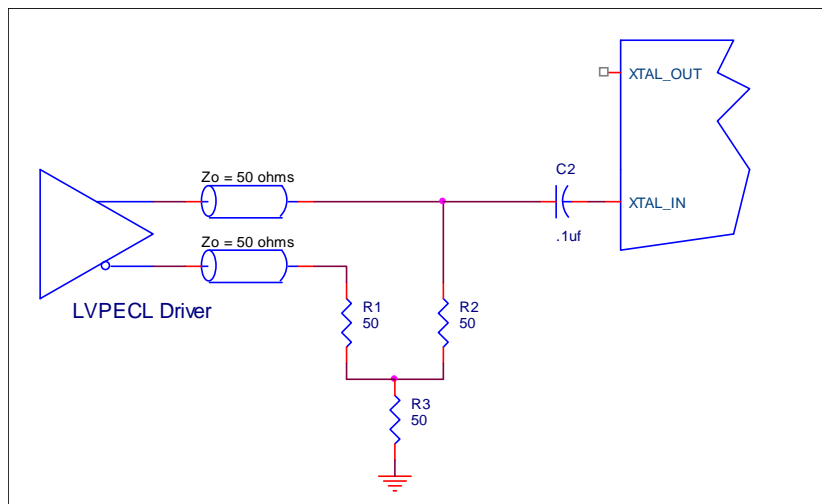 XTAL_OUT
Zo = 50 ohms
C2
XTAL_IN
.1uf
Zo = 50 ohms
LVPECL Driver
R1
50
R2
50
R3
50